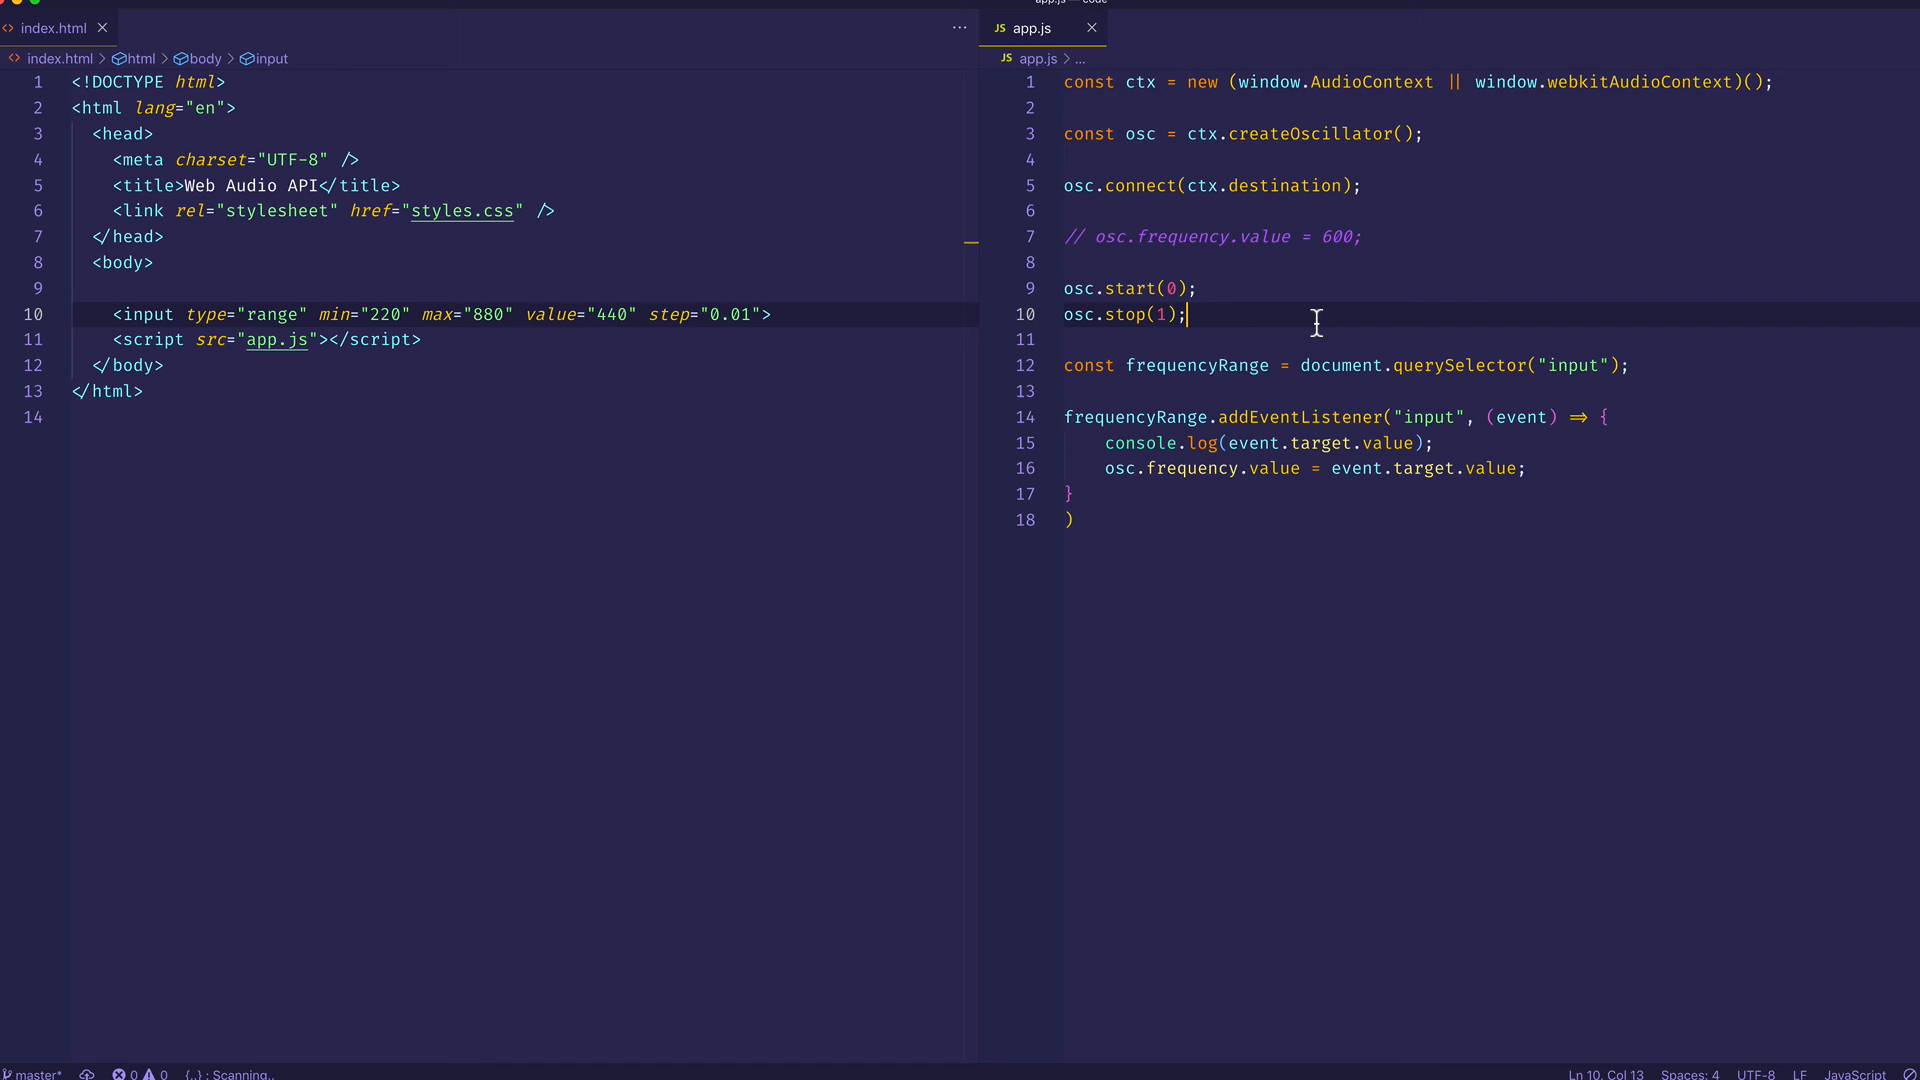 app.js — code
index.html
index.html > html > body > input
1 <!DOCTYPE html>
2 <html lang="en">
3 <head>
4 <meta charset="UTF-8" />
5 <title>Web Audio API</title>
6 <link rel="stylesheet" href="styles.css" />
7 </head>
8 <body>
9
10 <input type="range" min="220" max="880" value="440" step="0.01">
11 <script src="app.js"></script>
12 </body>
13 </html>
14
JS app.js
JS app.js > ...
1 const ctx = new (window.AudioContext || window.webkitAudioContext)();
2
3 const osc = ctx.createOscillator();
4
5 osc.connect(ctx.destination);
6
7 // osc.frequency.value = 600;
8
9 osc.start(0);
10 osc.stop(1);
11
12 const frequencyRange = document.querySelector("input");
13
14 frequencyRange.addEventListener("input", (event) => {
15 console.log(event.target.value);
16 osc.frequency.value = event.target.value;
17 }
18 )
master* 0 0 {..} : Scanning.. Ln 10, Col 13 Spaces: 4 UTF-8 LF JavaScript